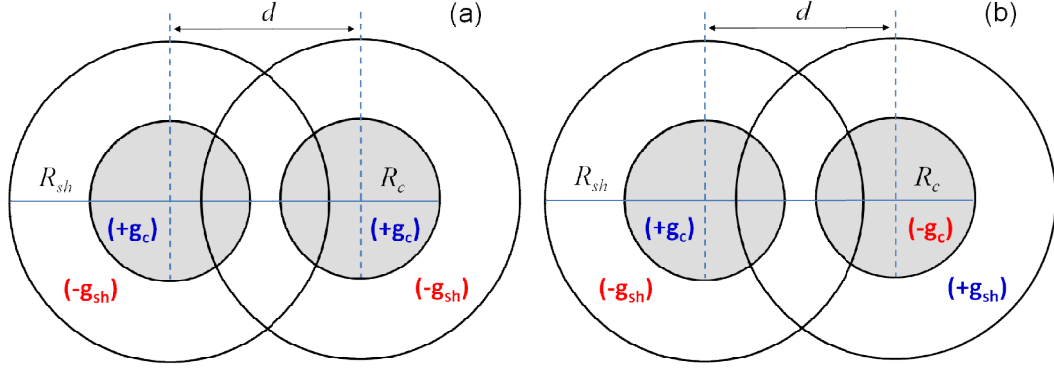 d
(a)
R_sh
R_c
(+g_c)
(+g_c)
(-g_sh)
(-g_sh)
d
(b)
R_sh
R_c
(+g_c)
(-g_c)
(-g_sh)
(+g_sh)